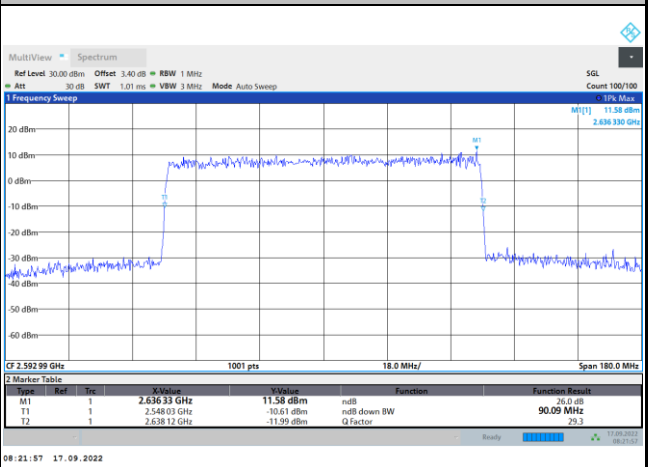 MultiView Spectrum
Ref Level 30.00 dBm Offset 3.40 dB RBW 1 MHz SGL
Att 30 dB SWT 1.01 ms VBW 3 MHz Mode Auto Sweep Count 100/100
1 Frequency Sweep 1Pk Max
M1[1] 11.58 dBm
2.636 330 GHz
20 dBm
M1
10 dBm
0 dBm
T1
T2
-10 dBm
-20 dBm
-30 dBm
-40 dBm
-50 dBm
-60 dBm
CF 2.592 99 GHz 1001 pts 18.0 MHz/ Span 180.0 MHz
2 Marker Table
Type Ref Trc X-Value Y-Value Function Function Result
M1 1 2.636 33 GHz 11.58 dBm ndB 26.0 dB
T1 1 2.548 03 GHz -10.61 dBm ndB down BW 90.09 MHz
T2 1 2.638 12 GHz -11.99 dBm Q Factor 29.3
Ready 17.09.2022
08:21:57
08:21:57 17.09.2022